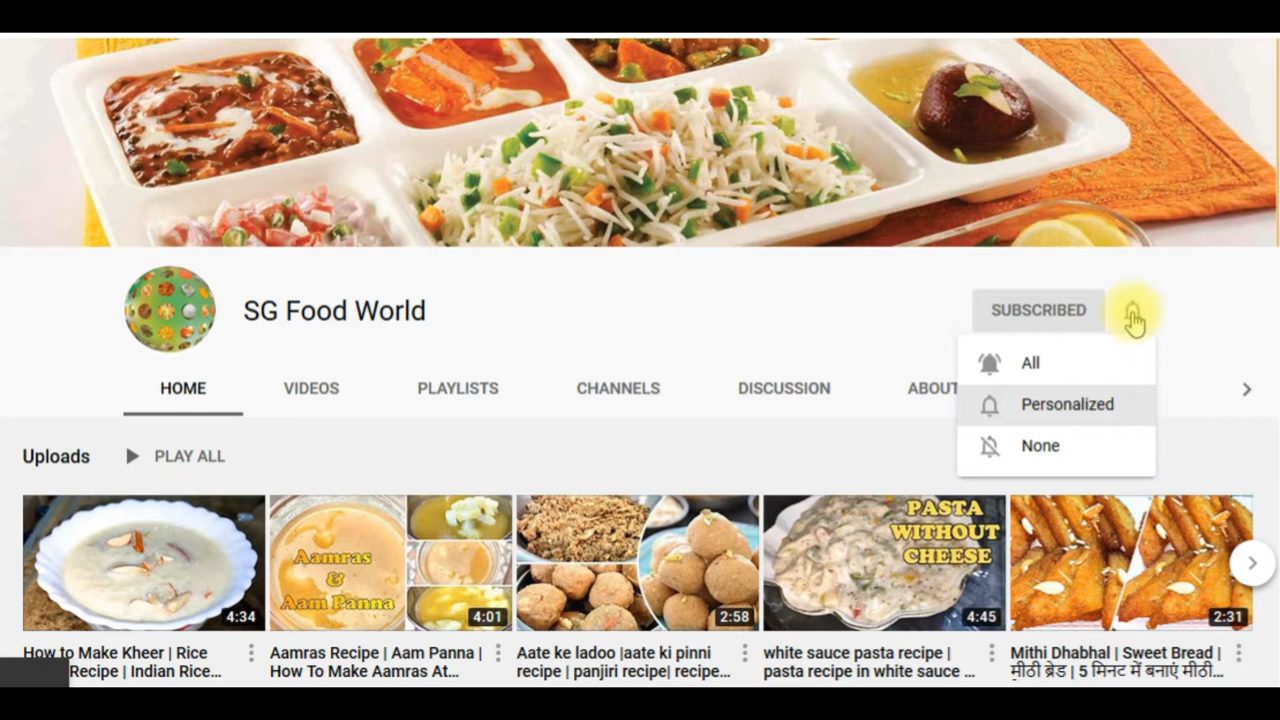 SG Food World
SUBSCRIBED
All
Personalized
None
HOME VIDEOS PLAYLISTS CHANNELS DISCUSSION ABOUT
Uploads PLAY ALL
Aamras
&
Aam Panna
PASTA
WITHOUT
CHEESE
4:34
4:01
2:58
4:45
2:31
How to Make Kheer | Rice
Recipe | Indian Rice...
Aamras Recipe | Aam Panna |
How To Make Aamras At...
Aate ke ladoo |aate ki pinni
recipe | panjiri recipe| recipe...
white sauce pasta recipe |
pasta recipe in white sauce ...
Mithi Dhabhal | Sweet Bread |
मीठी ब्रेड | 5 मिनट में बनाएं मीठी...